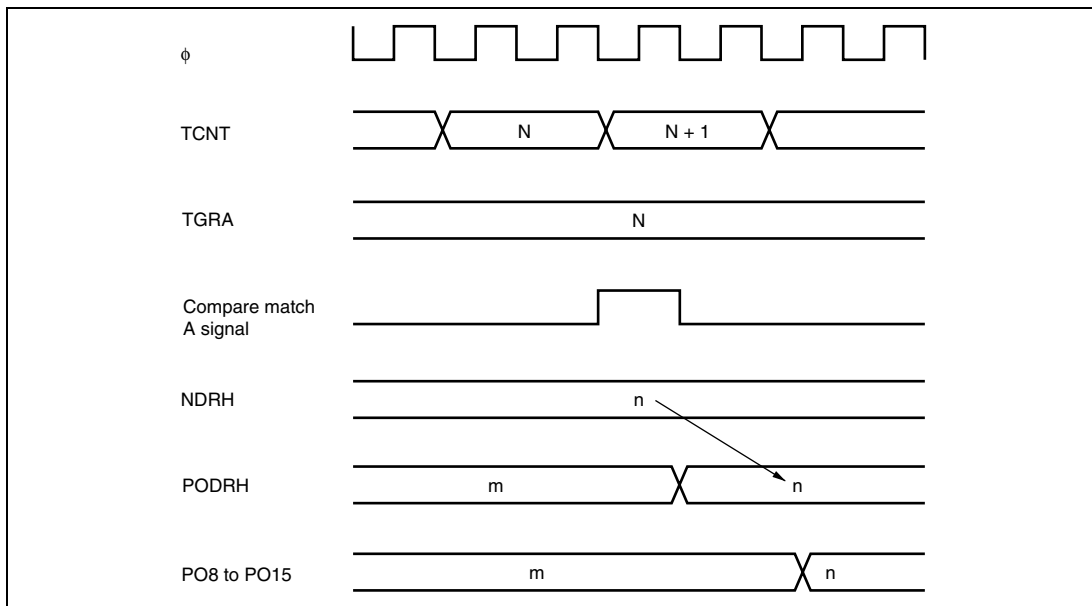 ϕ
TCNT N N + 1
TGRA N
Compare match
A signal
NDRH n
PODRH m n
PO8 to PO15 m n